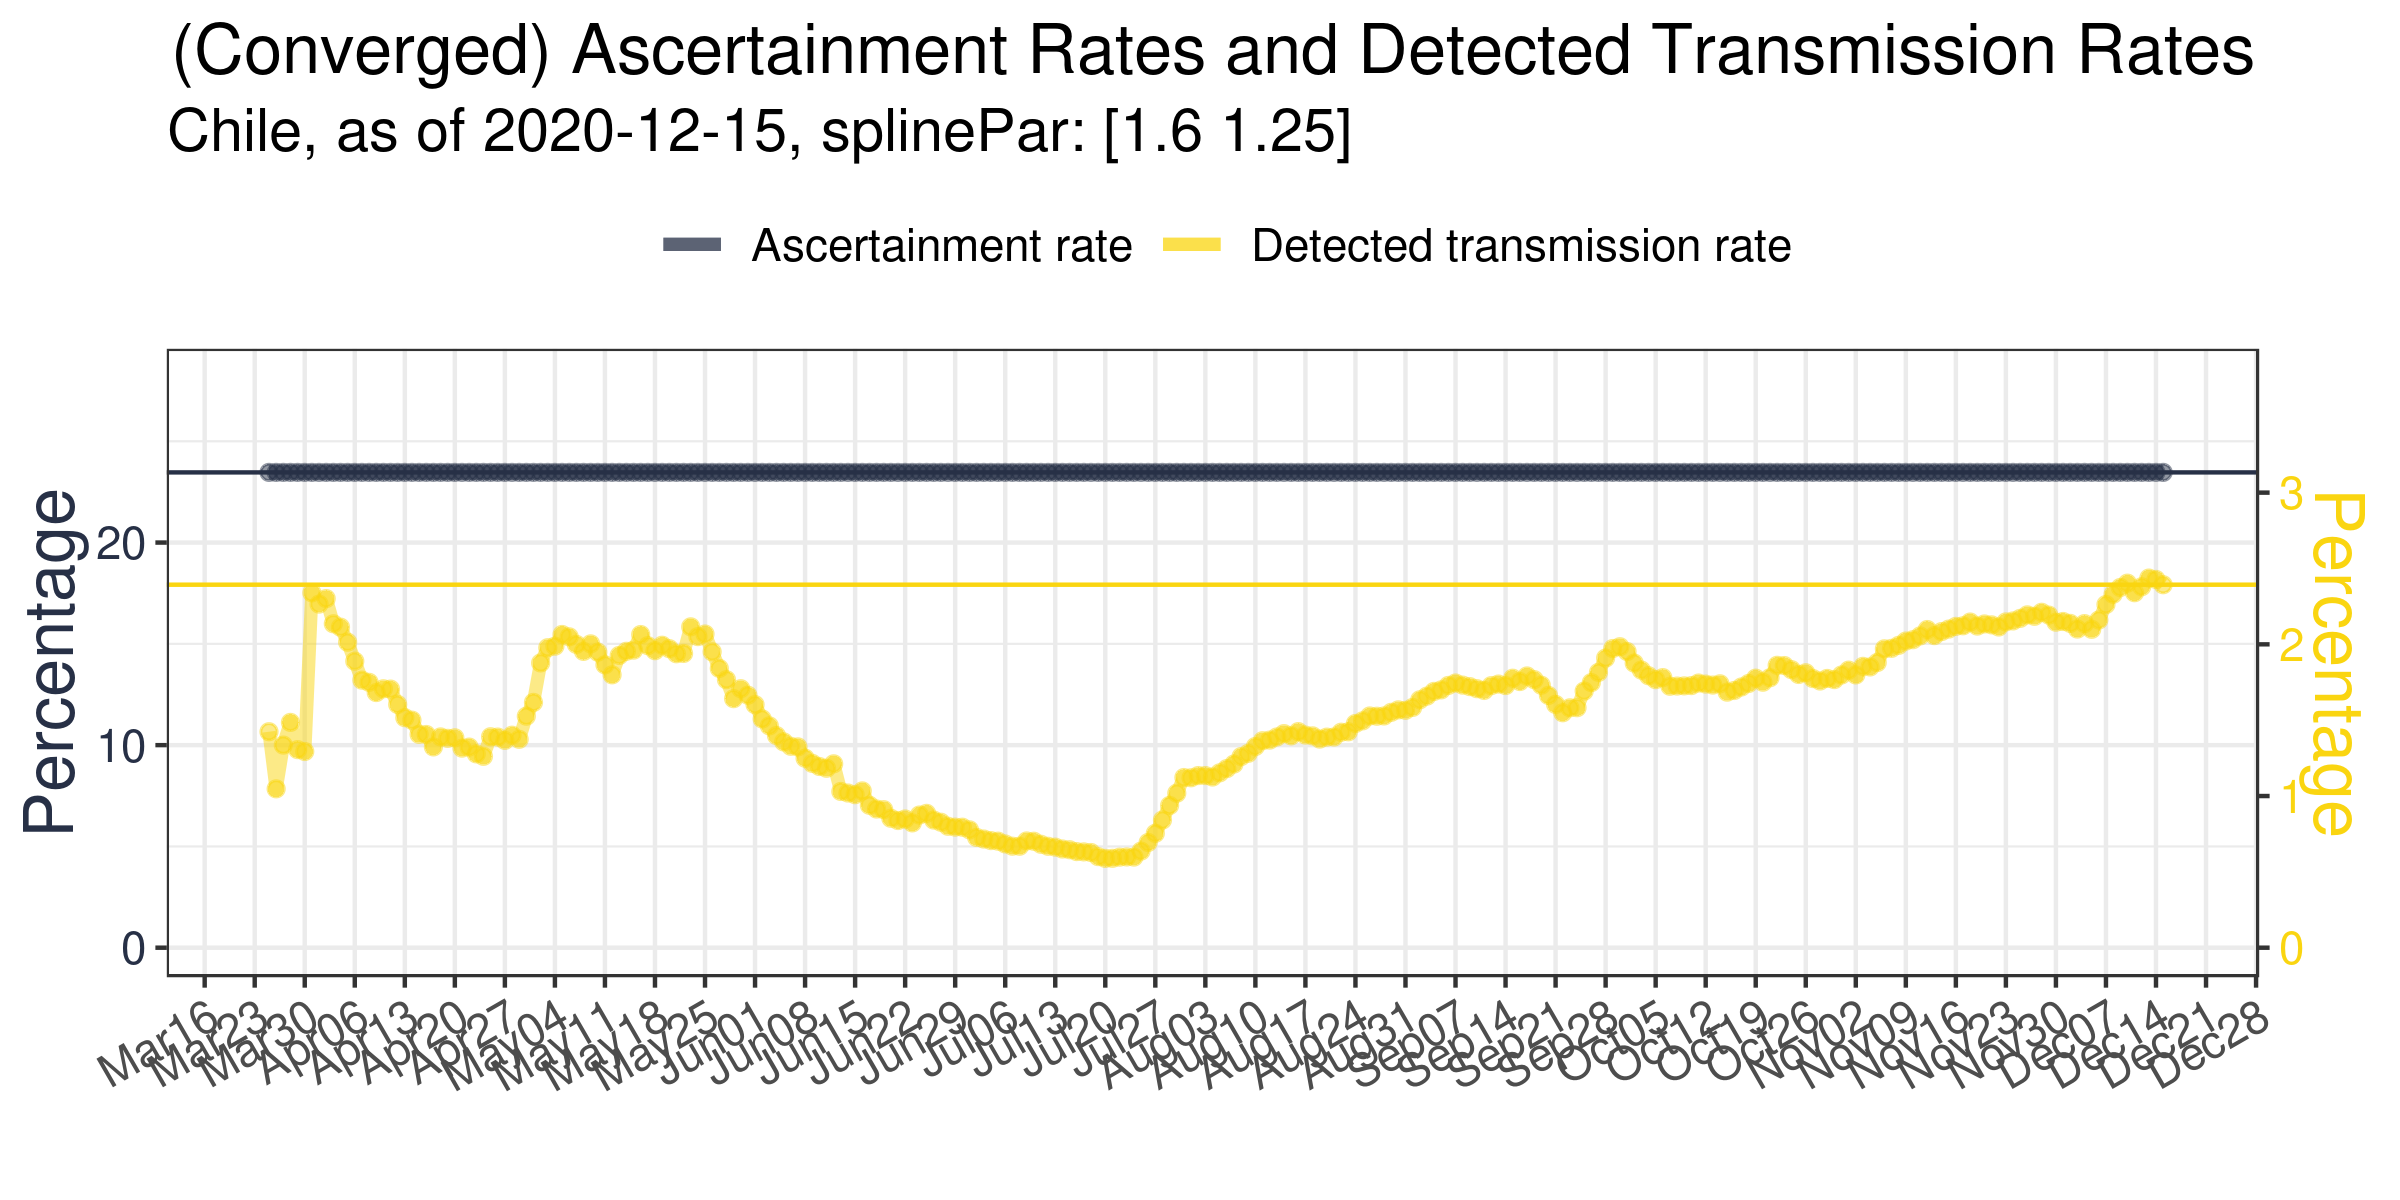 (Converged) Ascertainment Rates and Detected Transmission Rates
Chile, as of 2020-12-15, splinePar: [1.6 1.25]
Ascertainment rate
Detected transmission rate
Percentage
20
10
0
3
2
1
0
Percentage
Mar16
Mar23
Mar30
Apr06
Apr13
Apr20
Apr27
May04
May11
May18
May25
Jun01
Jun08
Jun15
Jun22
Jun29
Jul06
Jul13
Jul20
Jul27
Aug03
Aug10
Aug17
Aug24
Aug31
Sep07
Sep14
Sep21
Sep28
Oct05
Oct12
Oct19
Oct26
Nov02
Nov09
Nov16
Nov23
Nov30
Dec07
Dec14
Dec21
Dec28